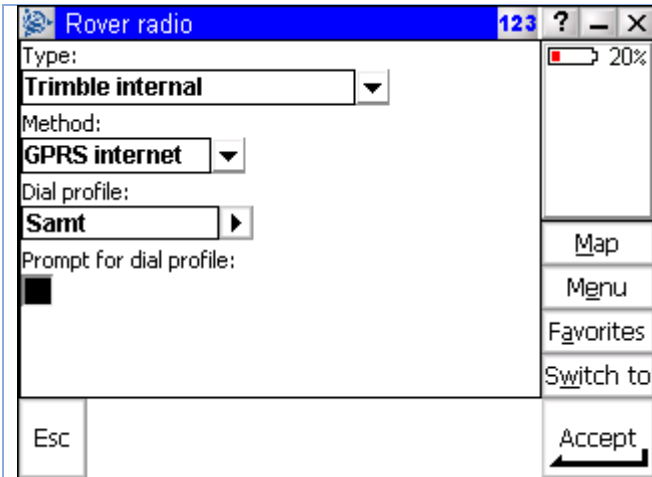 Rover radio 123 ?
20%
Type:
Trimble internal
Method:
GPRS internet
Dial profile:
Samt
Prompt for dial profile:
Map
Menu
Favorites
Switch to
Esc
Accept